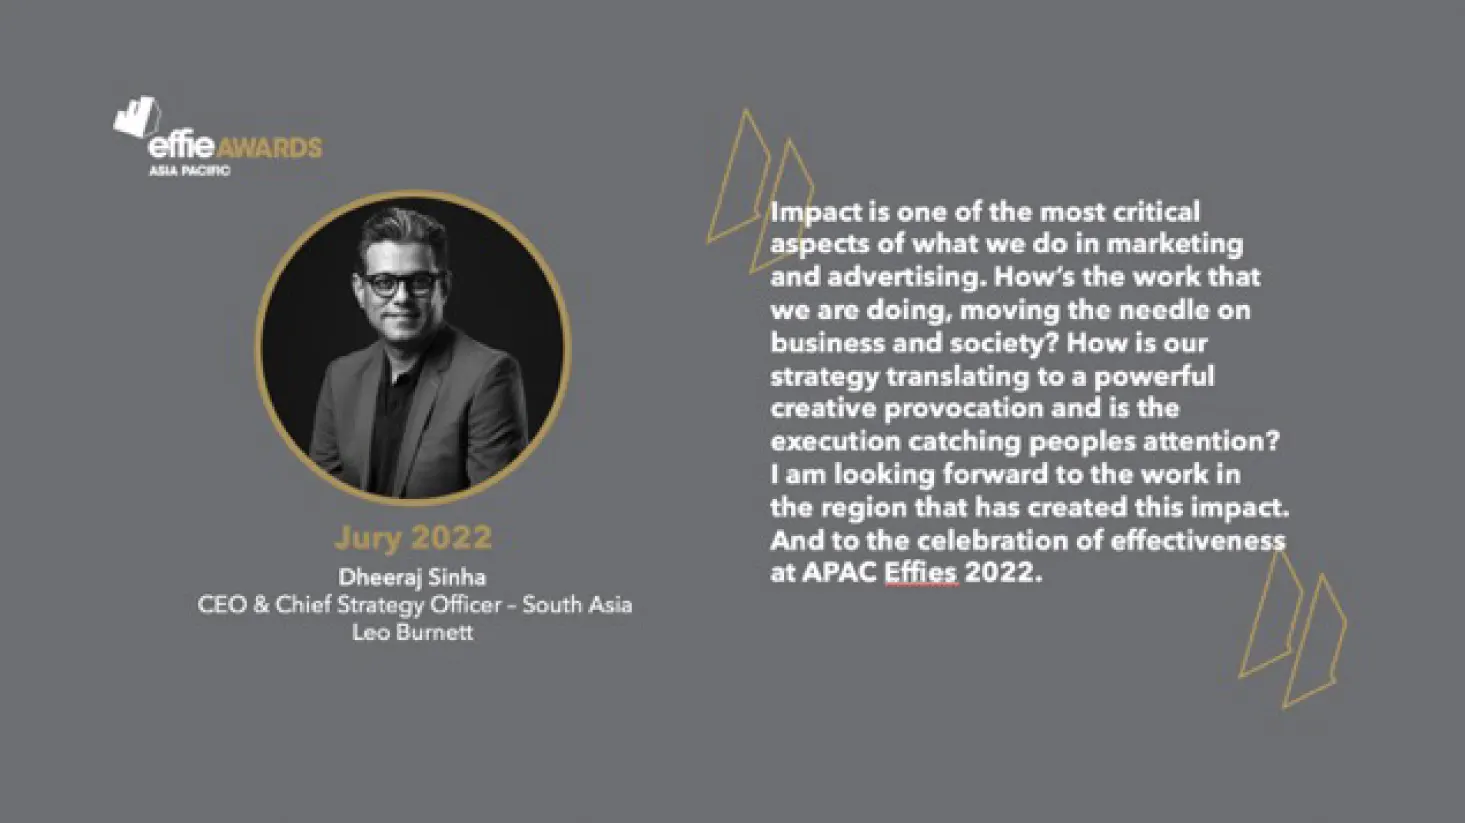 effie AWARDS
ASIA PACIFIC
Jury 2022
Dheeraj Sinha
CEO & Chief Strategy Officer – South Asia
Leo Burnett
Impact is one of the most critical
aspects of what we do in marketing
and advertising. How’s the work that
we are doing, moving the needle on
business and society? How is our
strategy translating to a powerful
creative provocation and is the
execution catching peoples attention?
I am looking forward to the work in
the region that has created this impact.
And to the celebration of effectiveness
at APAC Effies 2022.